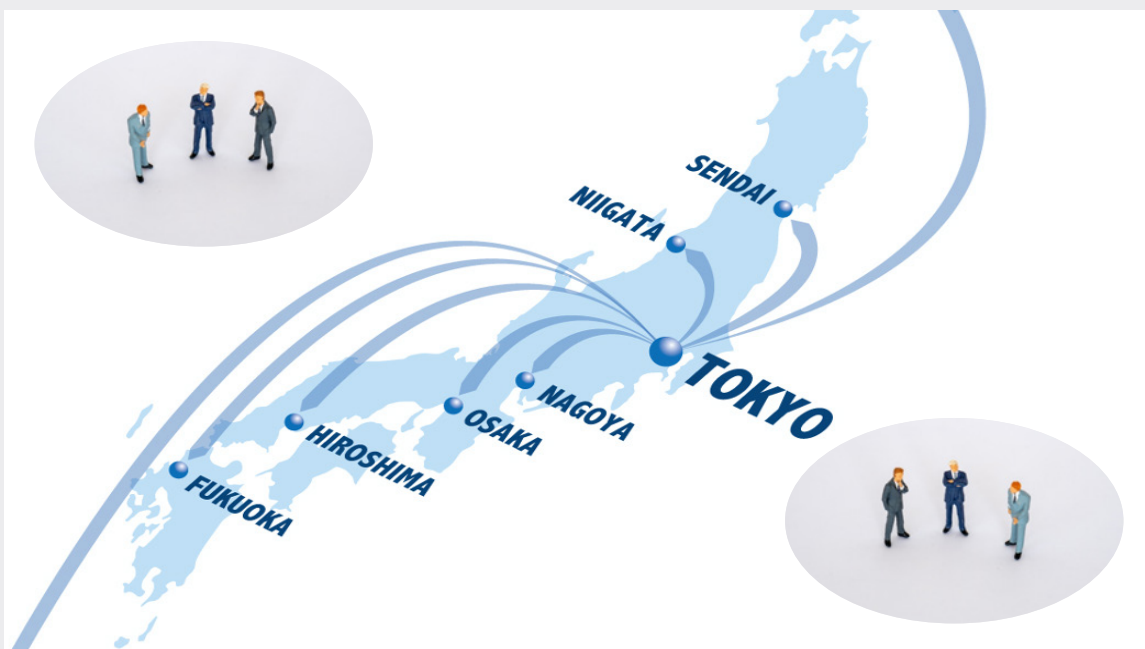 SENDAI
NIIGATA
TOKYO
NAGOYA
OSAKA
HIROSHIMA
FUKUOKA